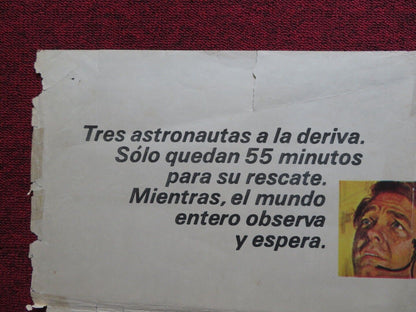 Tres astronautas a la deriva.
Sólo quedan 55 minutos
para su rescate.
Mientras, el mundo
entero observa
y espera.